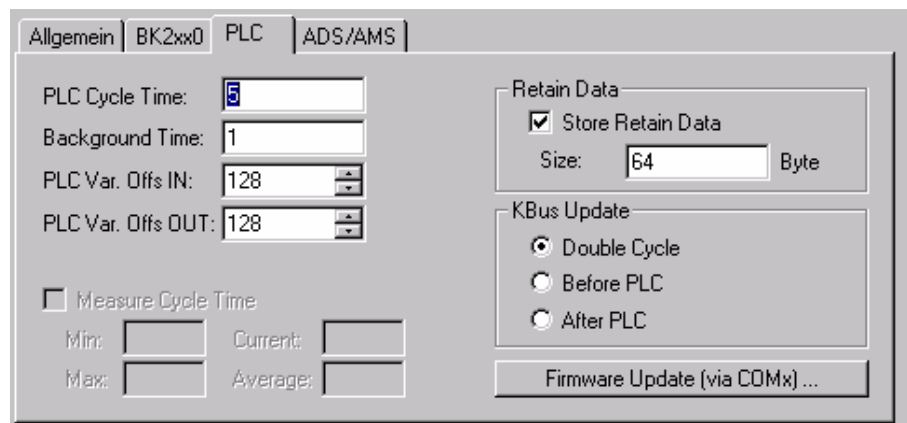 Allgemein BK2xx0 PLC ADS/AMS
PLC Cycle Time: 5
Background Time: 1
PLC Var. Offs IN: 128
PLC Var. Offs OUT: 128
Measure Cycle Time
Min: Current:
Max: Average:
Retain Data
Store Retain Data
Size: 64 Byte
KBus Update
Double Cycle
Before PLC
After PLC
Firmware Update (via COMx) ...